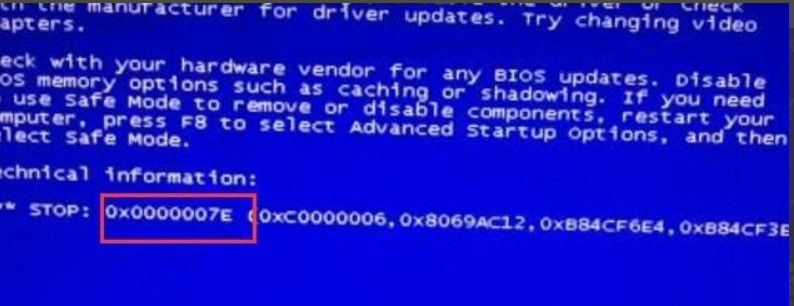 the manufacturer for driver updates. Try changing video
apters.
eck with your hardware vendor for any BIOS updates. Disable
OS memory options such as caching or shadowing. If you need
use Safe Mode to remove or disable components, restart your
mputer, press F8 to select Advanced Startup Options, and then
lect Safe Mode.
echnical information:
** STOP: 0x0000007E (0xC0000006,0x8069AC12,0xB84CF6E4,0xB84CF3E